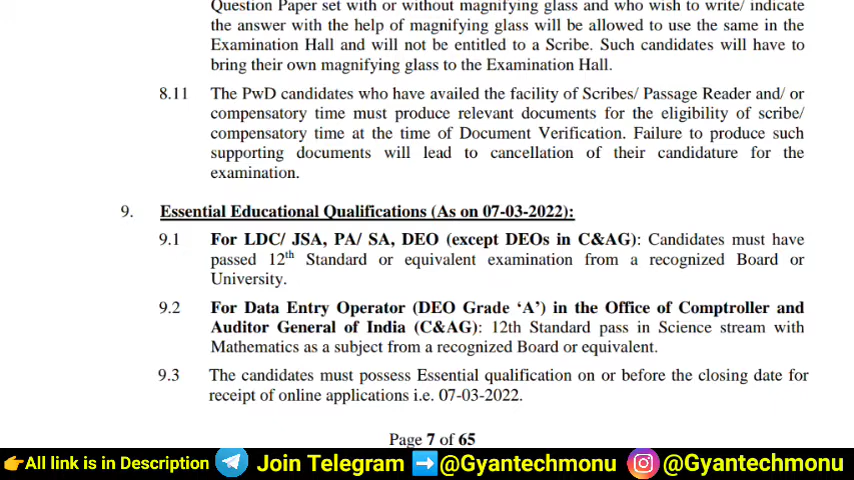 Question Paper set with or without magnifying glass and who wish to write/ indicate
the answer with the help of magnifying glass will be allowed to use the same in the
Examination Hall and will not be entitled to a Scribe. Such candidates will have to
bring their own magnifying glass to the Examination Hall.
8.11 The PwD candidates who have availed the facility of Scribes/ Passage Reader and/ or
compensatory time must produce relevant documents for the eligibility of scribe/
compensatory time at the time of Document Verification. Failure to produce such
supporting documents will lead to cancellation of their candidature for the
examination.
9. Essential Educational Qualifications (As on 07-03-2022):
9.1 For LDC/ JSA, PA/ SA, DEO (except DEOs in C&AG): Candidates must have
passed 12th Standard or equivalent examination from a recognized Board or
University.
9.2 For Data Entry Operator (DEO Grade ‘A’) in the Office of Comptroller and
Auditor General of India (C&AG): 12th Standard pass in Science stream with
Mathematics as a subject from a recognized Board or equivalent.
9.3 The candidates must possess Essential qualification on or before the closing date for
receipt of online applications i.e. 07-03-2022.
Page 7 of 65
👉All link is in Description Join Telegram ➡️@Gyantechmonu @Gyantechmonu